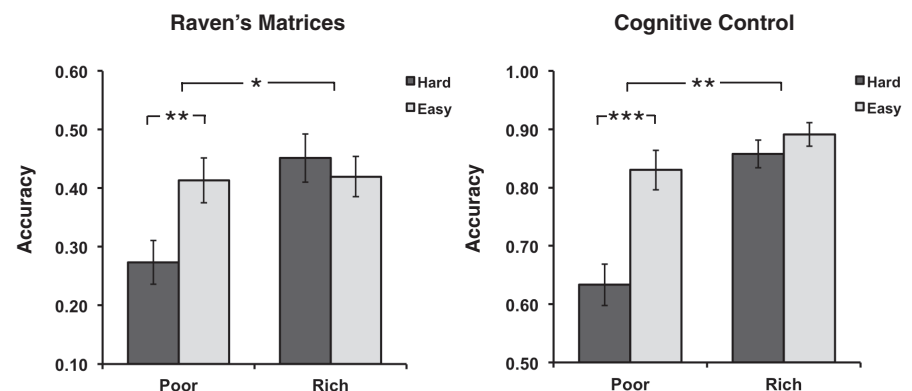 Raven's Matrices
Accuracy
0.60
0.50
0.40
0.30
0.20
0.10
*
**
Hard
Easy
Poor
Rich
Cognitive Control
Accuracy
1.00
0.90
0.80
0.70
0.60
0.50
**
***
Hard
Easy
Poor
Rich